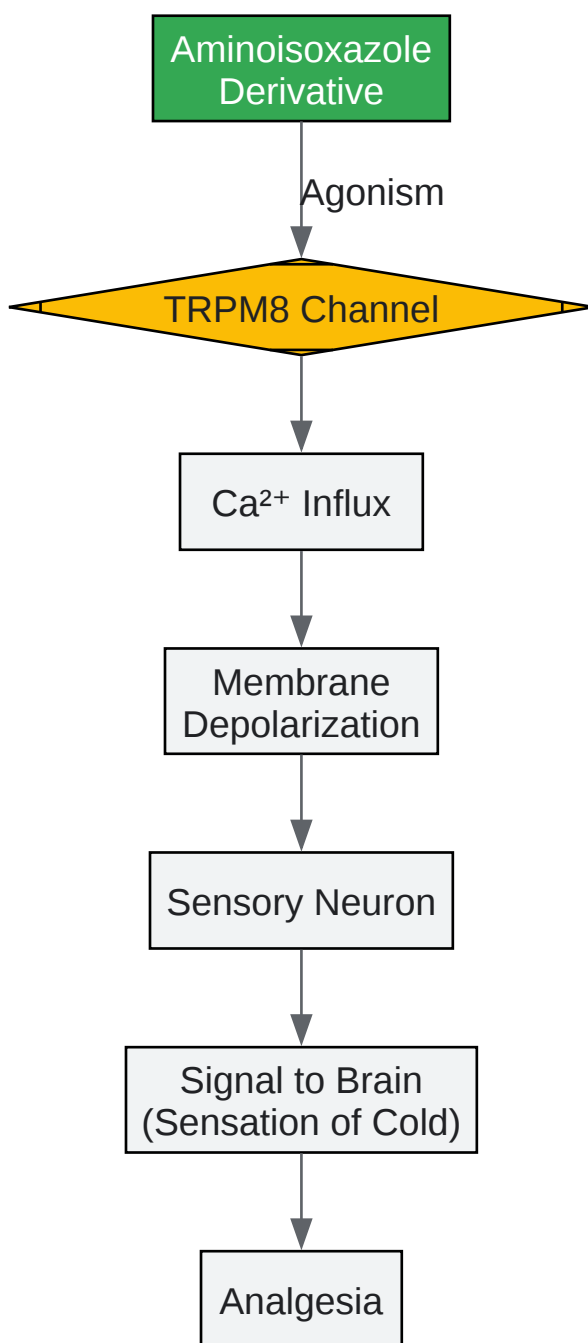 Aminoisoxazole
Derivative
Agonism
TRPM8 Channel
Ca²⁺ Influx
Membrane
Depolarization
Sensory Neuron
Signal to Brain
(Sensation of Cold)
Analgesia